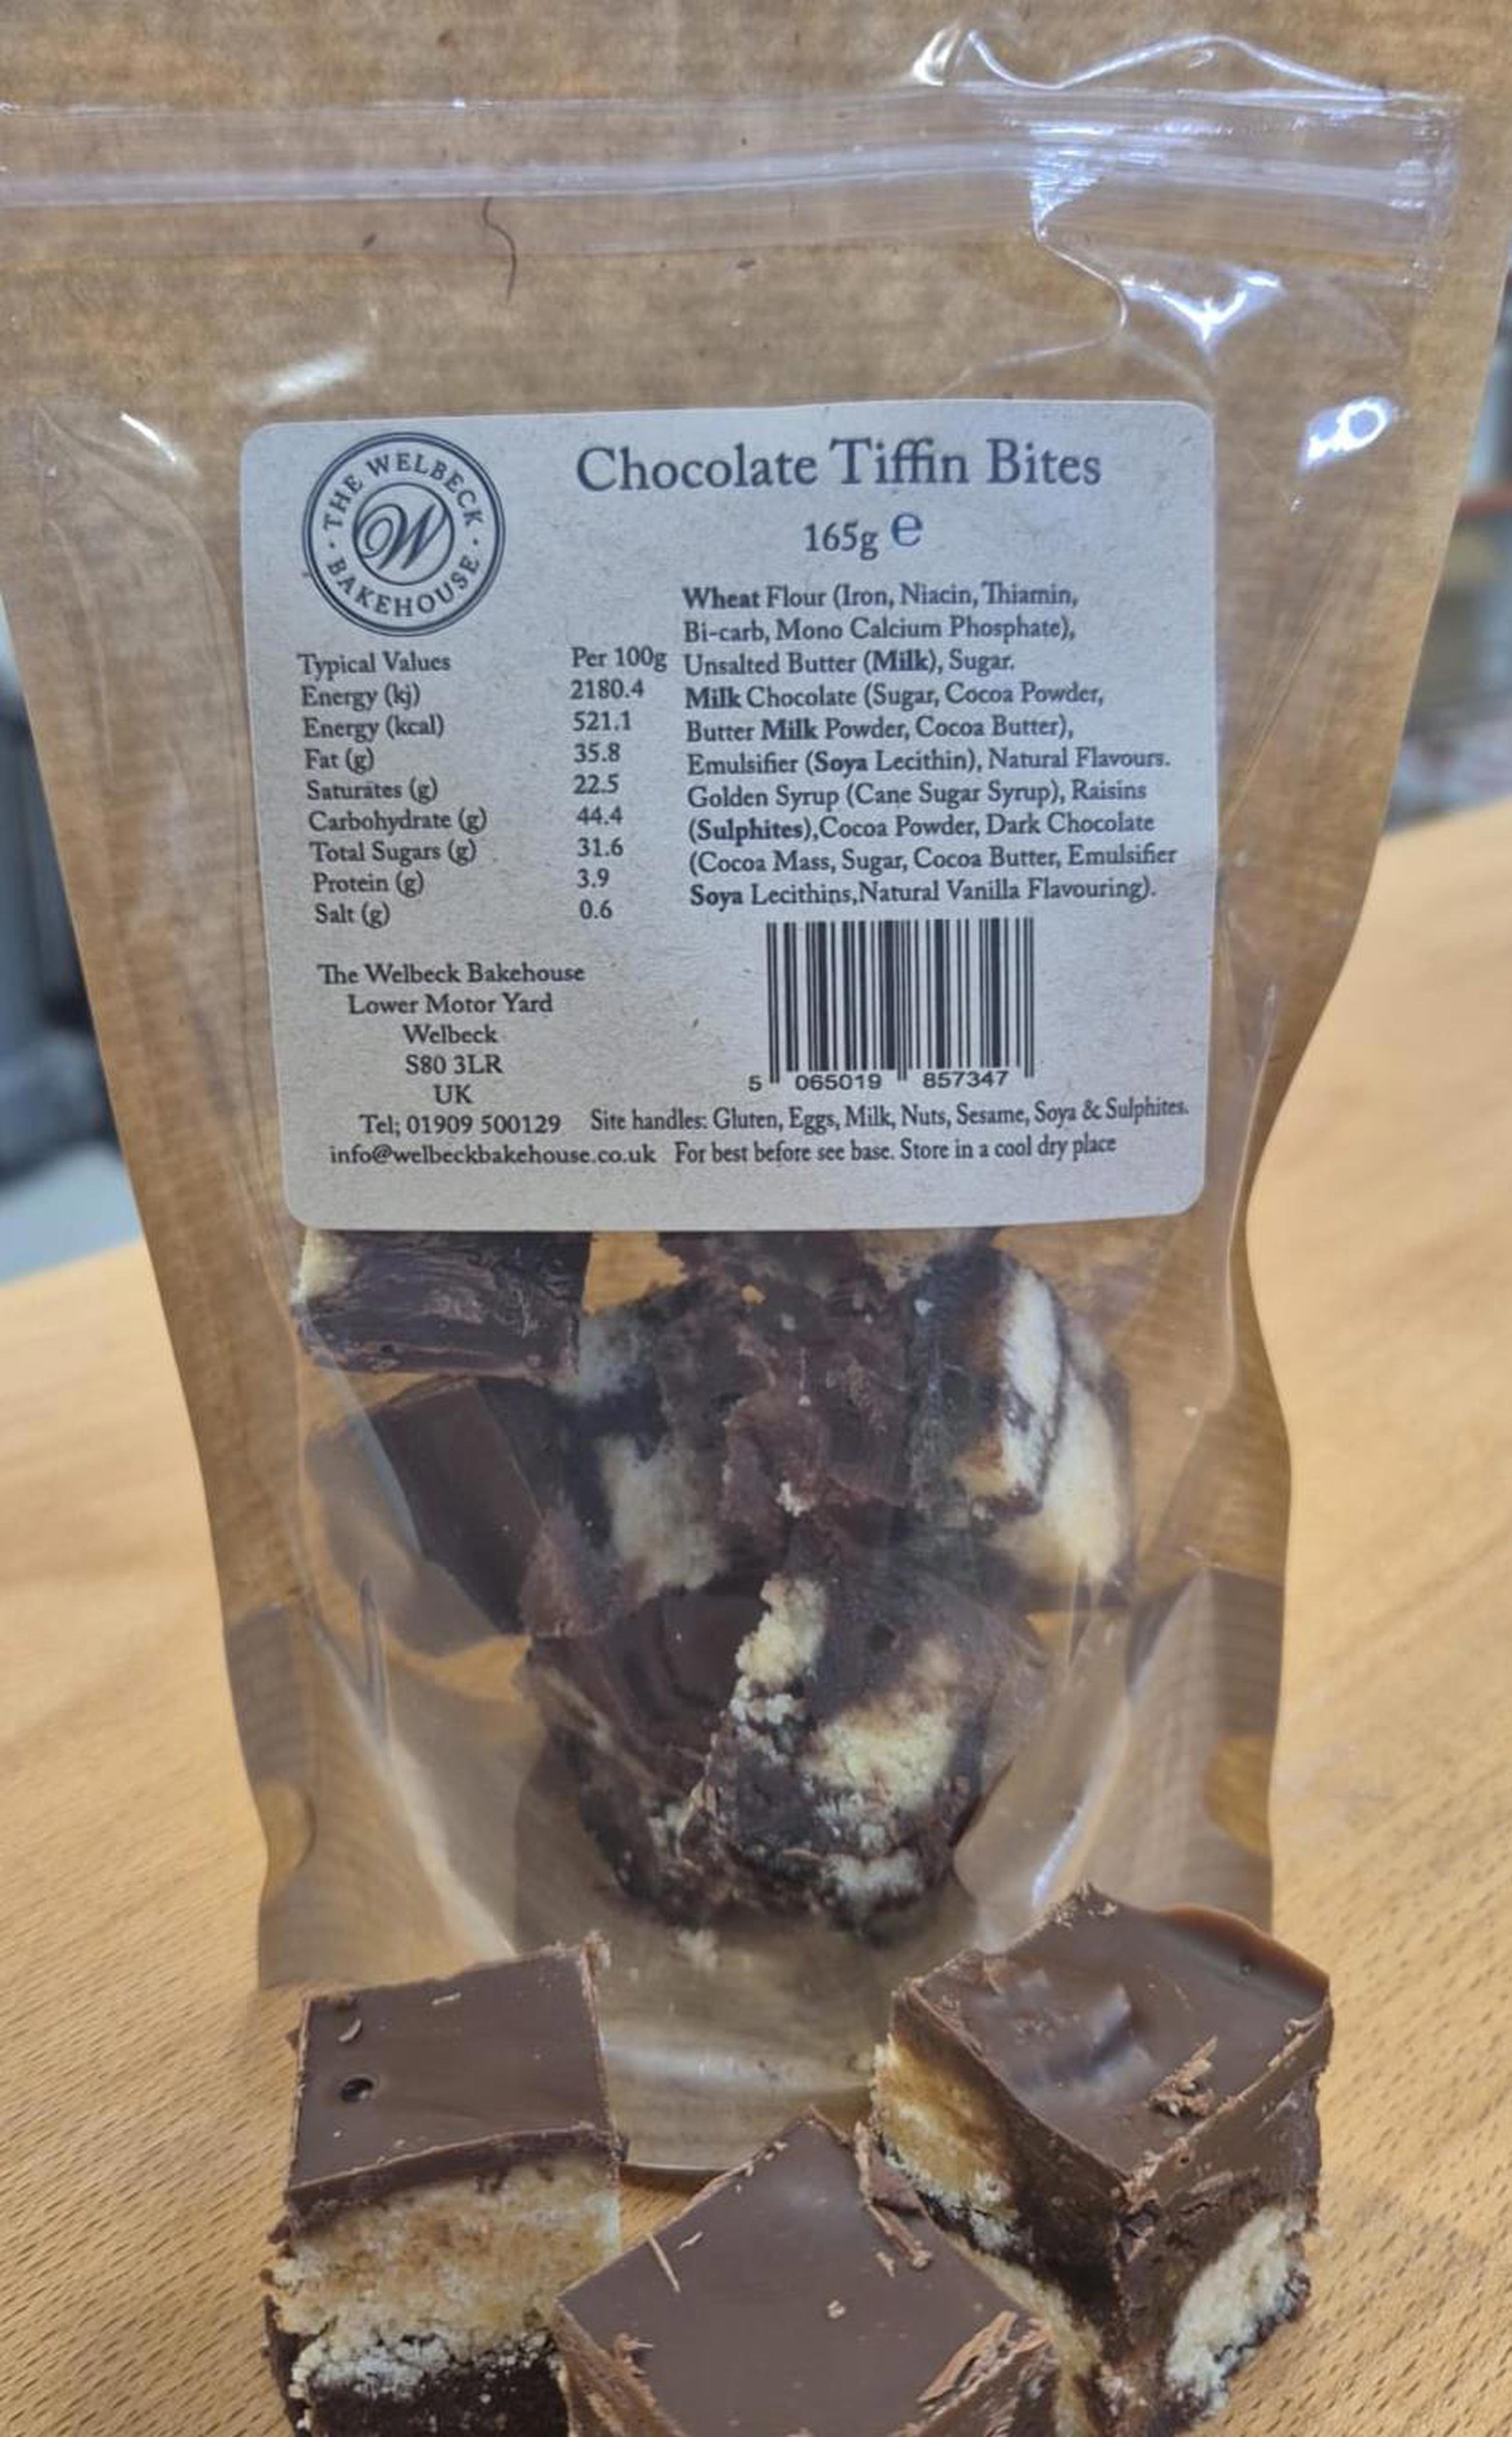 THE WELBECK
W
BAKEHOUSE
Chocolate Tiffin Bites
165g ℮
Typical Values Per 100g
Energy (kj) 2180.4
Energy (kcal) 521.1
Fat (g) 35.8
Saturates (g) 22.5
Carbohydrate (g) 44.4
Total Sugars (g) 31.6
Protein (g) 3.9
Salt (g) 0.6
Wheat Flour (Iron, Niacin, Thiamin,
Bi-carb, Mono Calcium Phosphate),
Unsalted Butter (Milk), Sugar.
Milk Chocolate (Sugar, Cocoa Powder,
Butter Milk Powder, Cocoa Butter),
Emulsifier (Soya Lecithin), Natural Flavours.
Golden Syrup (Cane Sugar Syrup), Raisins
(Sulphites),Cocoa Powder, Dark Chocolate
(Cocoa Mass, Sugar, Cocoa Butter, Emulsifier
Soya Lecithins,Natural Vanilla Flavouring).
The Welbeck Bakehouse
Lower Motor Yard
Welbeck
S80 3LR
UK
Tel; 01909 500129
info@welbeckbakehouse.co.uk
5 065019 857347
Site handles: Gluten, Eggs, Milk, Nuts, Sesame, Soya & Sulphites.
For best before see base. Store in a cool dry place